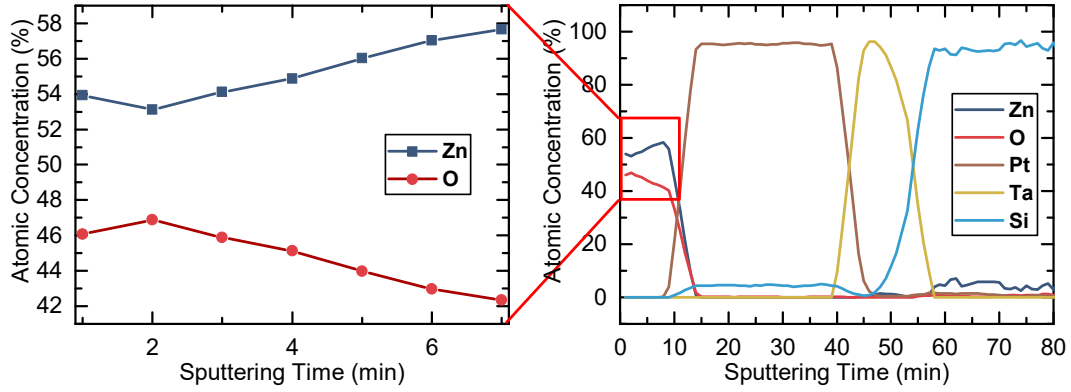 Atomic Concentration (%)
58
56
54
52
50
48
46
44
42
Zn
O
2
4
6
Sputtering Time (min)
Atomic Concentration (%)
100
80
60
40
20
0
Zn
O
Pt
Ta
Si
0
10
20
30
40
50
60
70
80
Sputtering Time (min)